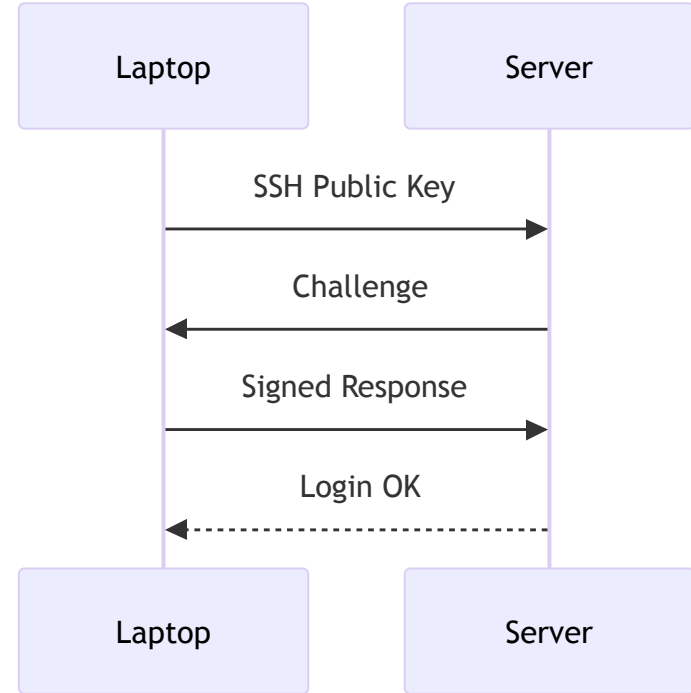 Laptop
Server
SSH Public Key
Challenge
Signed Response
Login OK
Laptop
Server